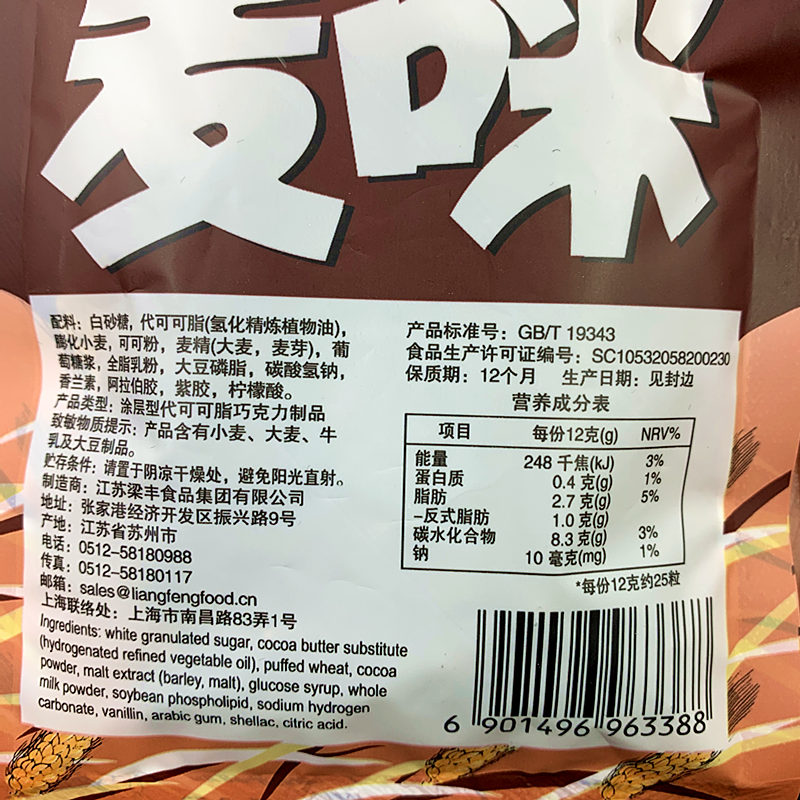 麦咪
配料：白砂糖，代可可脂(氢化精炼植物油)，
膨化小麦，可可粉，麦精(大麦，麦芽)，葡
萄糖浆，全脂乳粉，大豆磷脂，碳酸氢钠，
香兰素，阿拉伯胶，紫胶，柠檬酸。
产品类型：涂层型代可可脂巧克力制品
致敏物质提示：产品含有小麦、大麦、牛
乳及大豆制品。
贮存条件：请置于阴凉干燥处，避免阳光直射。
制造商：江苏梁丰食品集团有限公司
地址：张家港经济开发区振兴路9号
产地：江苏省苏州市
电话：0512-58180988
传真：0512-58180117
邮箱：sales@liangfengfood.cn
上海联络处：上海市南昌路83弄1号
Ingredients: white granulated sugar, cocoa butter substitute
(hydrogenated refined vegetable oil), puffed wheat, cocoa
powder, malt extract (barley, malt), glucose syrup, whole
milk powder, soybean phospholipid, sodium hydrogen
carbonate, vanillin, arabic gum, shellac, citric acid.
产品标准号：GB/T 19343
食品生产许可证编号：SC10532058200230
保质期：12个月 生产日期：见封边
营养成分表
项目 每份12克(g) NRV%
能量 248 千焦(kJ) 3%
蛋白质 0.4 克(g) 1%
脂肪 2.7 克(g) 5%
-反式脂肪 1.0 克(g)
碳水化合物 8.3 克(g) 3%
钠 10 毫克(mg) 1%
*每份12克约25粒
6 901496 963388